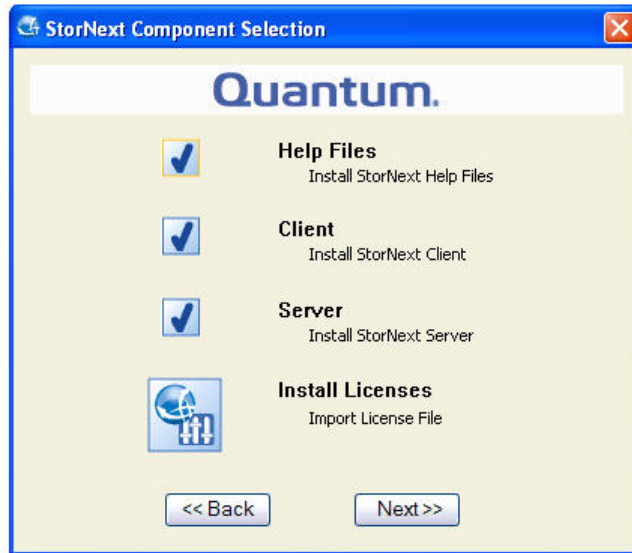 StorNext Component Selection
Quantum.
Help Files
Install StorNext Help Files
Client
Install StorNext Client
Server
Install StorNext Server
Install Licenses
Import License File
<< Back
Next >>